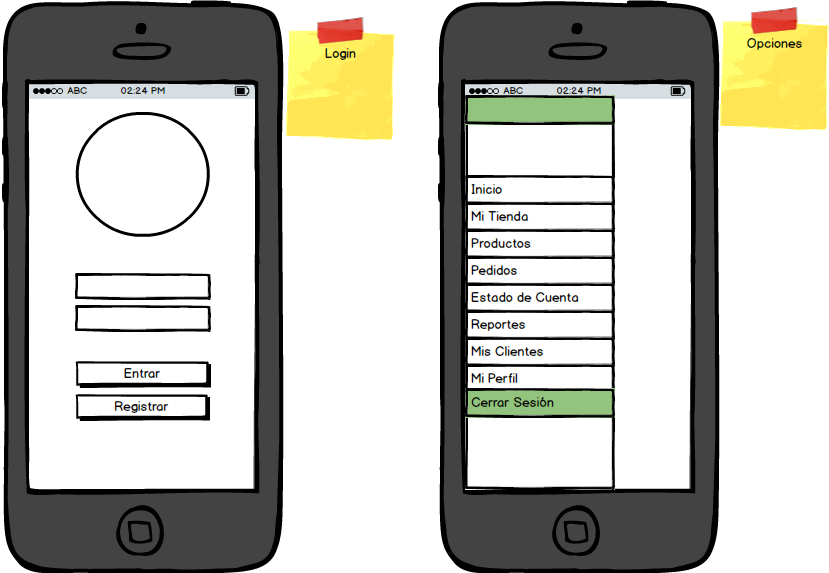 Login
ABC 02:24 PM
Entrar
Registrar
Opciones
ABC 02:24 PM
Inicio
Mi Tienda
Productos
Pedidos
Estado de Cuenta
Reportes
Mis Clientes
Mi Perfil
Cerrar Sesión